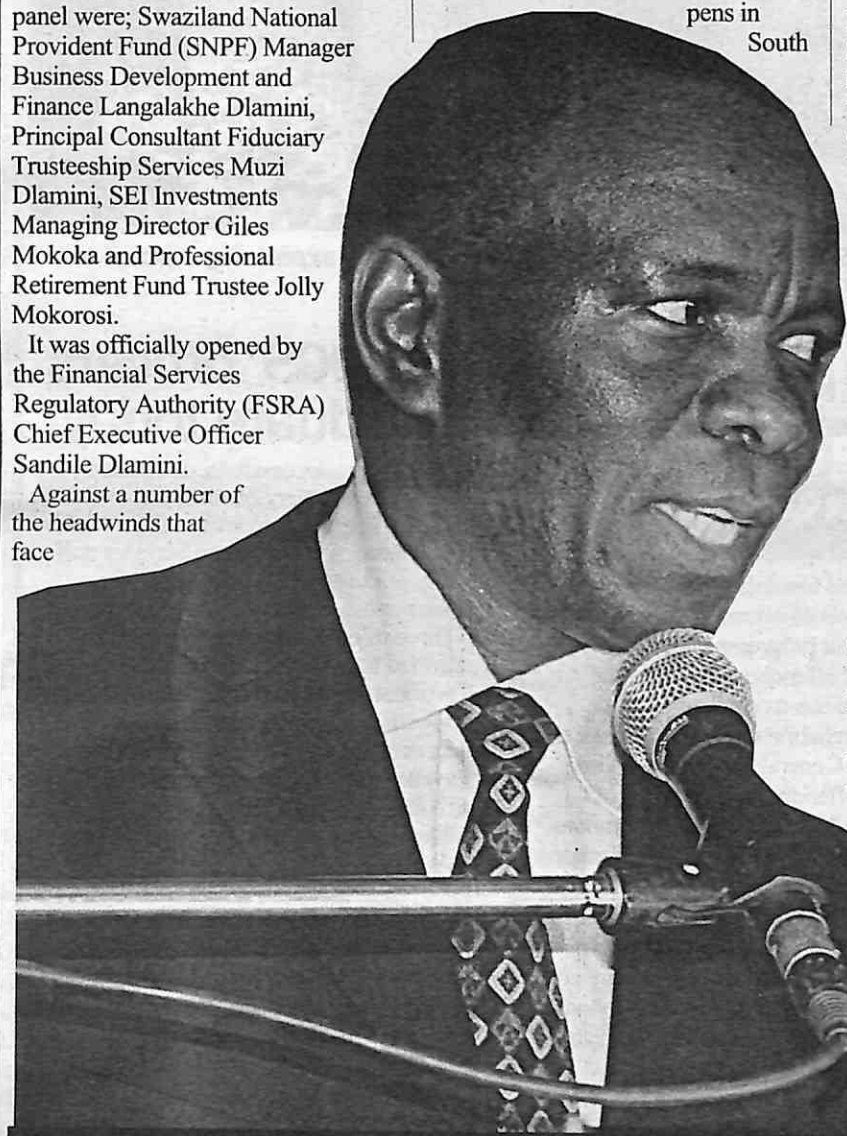 panel were; Swaziland National
Provident Fund (SNPF) Manager
Business Development and
Finance Langalakhe Dlamini,
Principal Consultant Fiduciary
Trusteeship Services Muzi
Dlamini, SEI Investments
Managing Director Giles
Mokoka and Professional
Retirement Fund Trustee Jolly
Mokorosi.
It was officially opened by
the Financial Services
Regulatory Authority (FSRA)
Chief Executive Officer
Sandile Dlamini.
Against a number of
the headwinds that
face
pens in
South